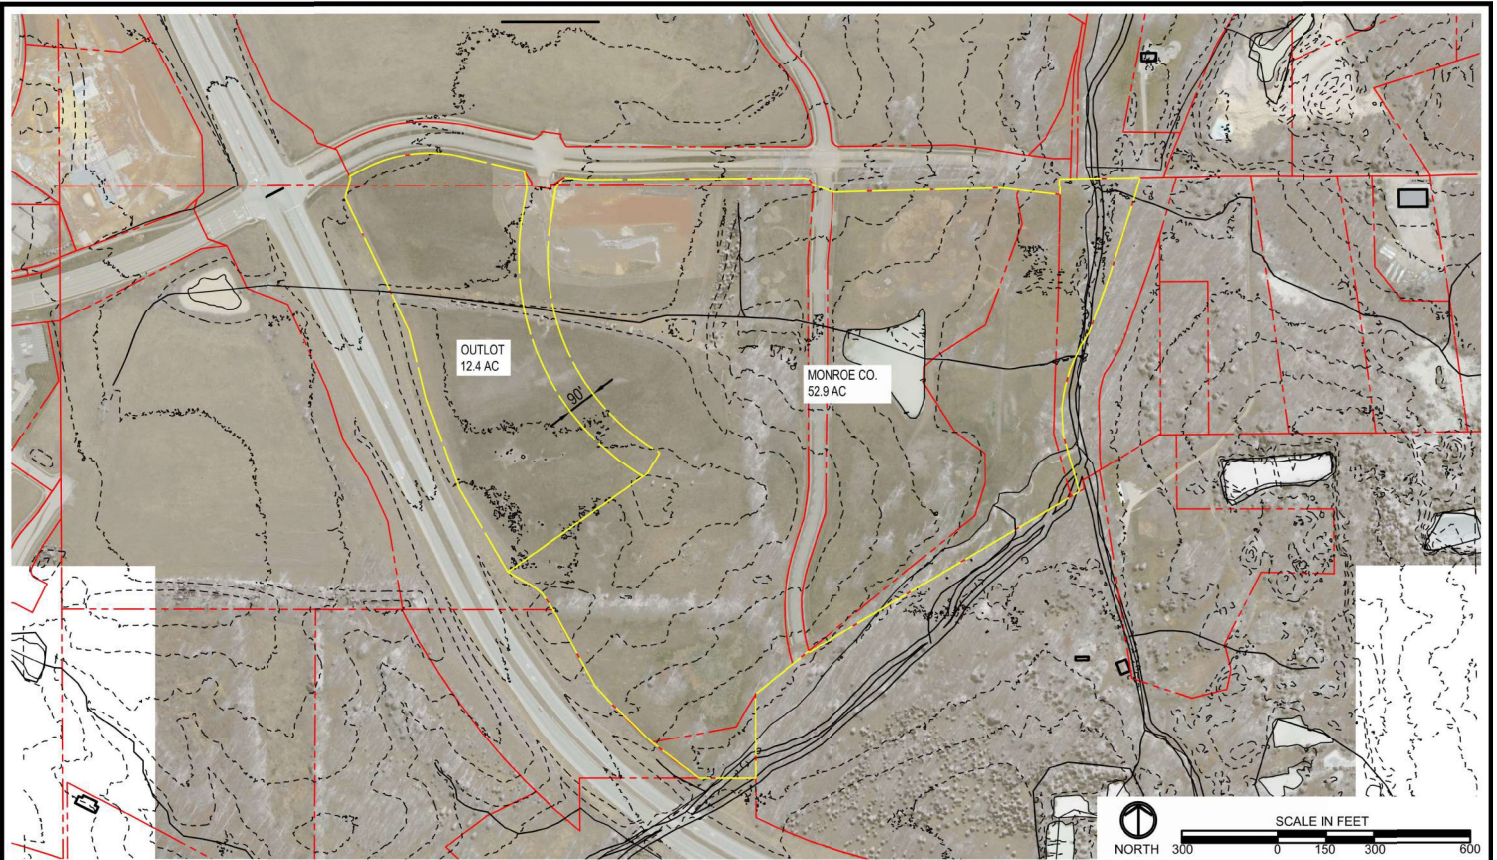 OUTLOT
12.4 AC
90'
MONROE CO.
52.9 AC
NORTH
SCALE IN FEET
300 0 150 300 600